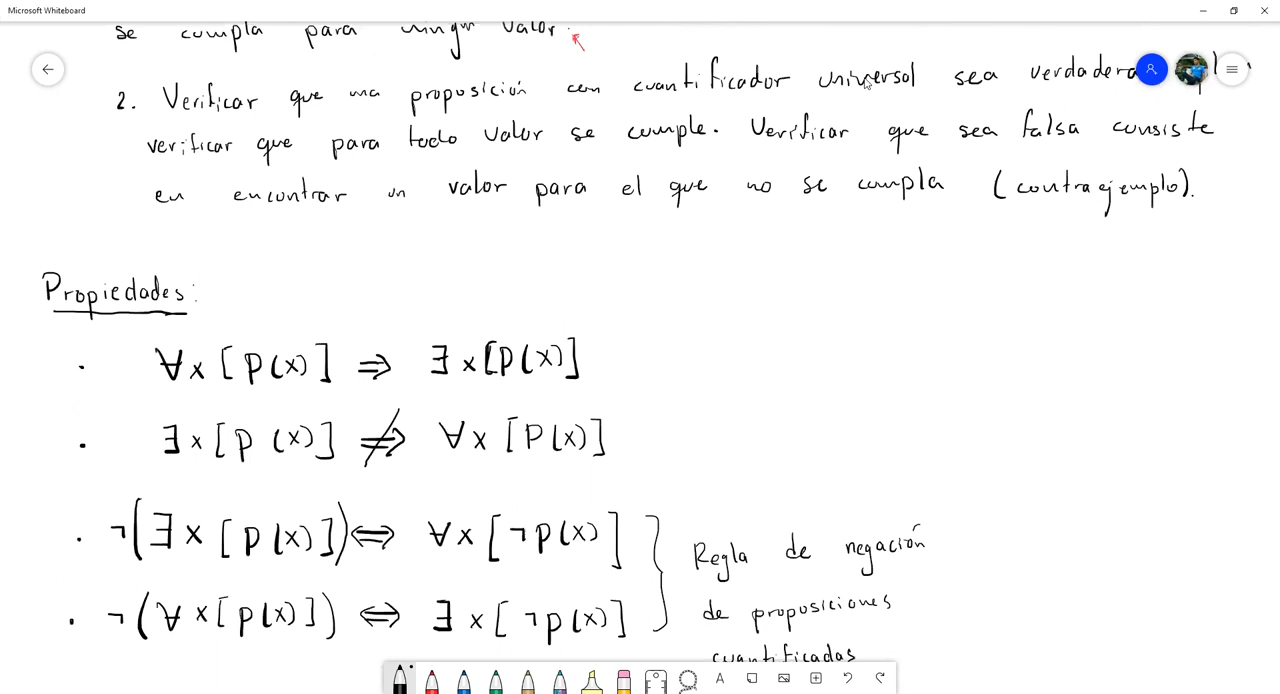 Microsoft Whiteboard
se cumpla para ningún valor.
2. Verificar que una proposición con cuantificador universal sea verdadera
verificar que para todo valor se cumple. Verificar que sea falsa consiste
en encontrar un valor para el que no se cumpla (contraejemplo).
Propiedades:
· ∀x [P(x)] ⇒ ∃x[P(x)]
· ∃x[P(x)] ⇏ ∀x [P(x)]
· ¬(∃x [P(x)]) ⇔ ∀x [¬P(x)]
· ¬(∀x[P(x)]) ⇔ ∃x[¬P(x)]
Regla de negación
de proposiciones
cuantificadas